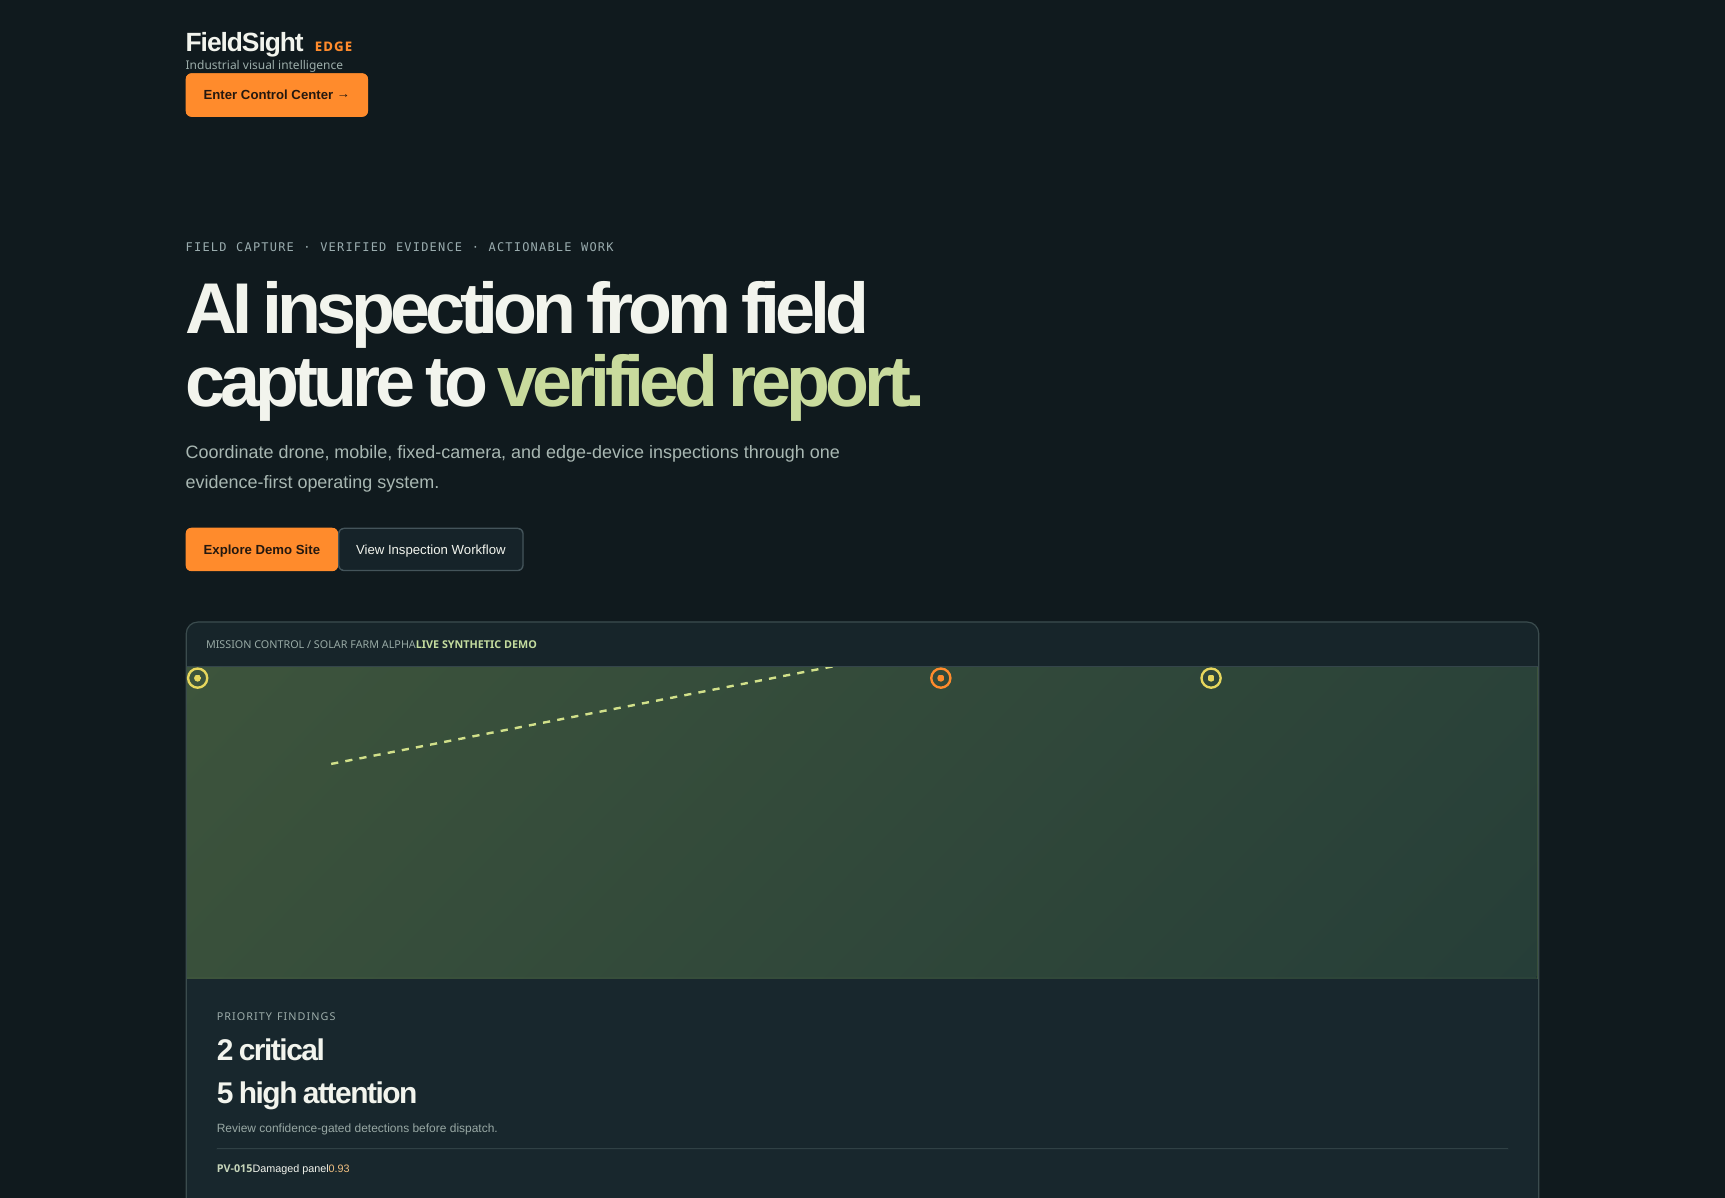 FieldSight EDGE
Industrial visual intelligence
Enter Control Center →
FIELD CAPTURE · VERIFIED EVIDENCE · ACTIONABLE WORK
AI inspection from field
capture to verified report.
Coordinate drone, mobile, fixed-camera, and edge-device inspections through one
evidence-first operating system.
Explore Demo Site View Inspection Workflow
MISSION CONTROL / SOLAR FARM ALPHALIVE SYNTHETIC DEMO
PRIORITY FINDINGS
2 critical
5 high attention
Review confidence-gated detections before dispatch.
PV-015Damaged panel0.93